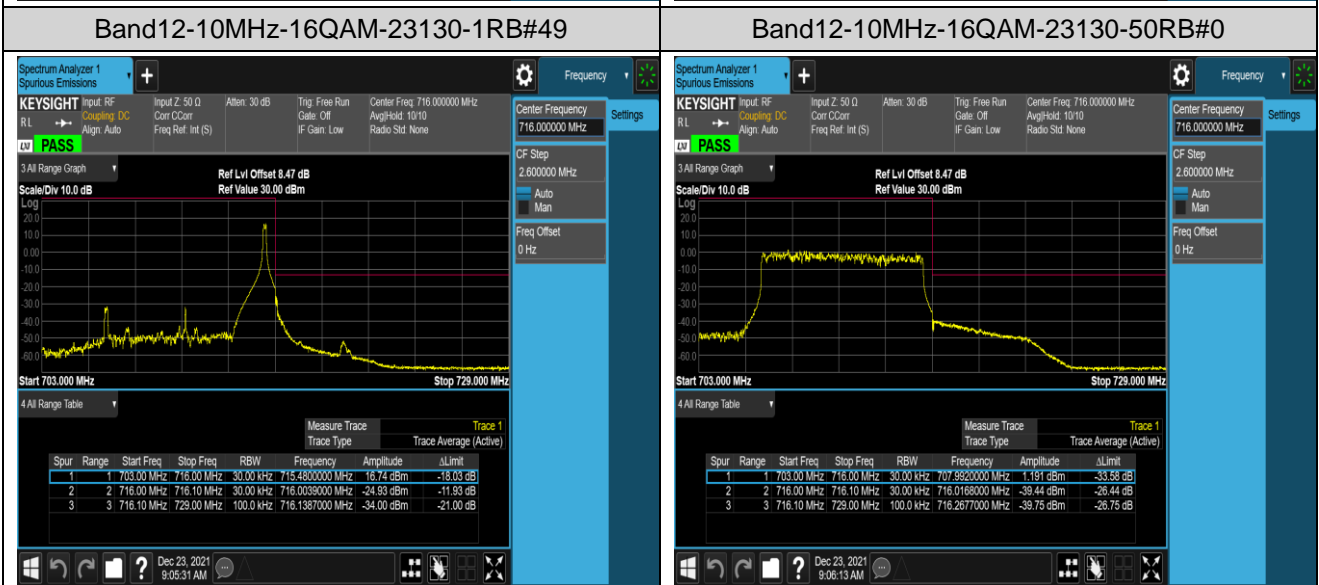 Band12-10MHz-16QAM-23130-1RB#49
Spectrum Analyzer 1
Spurious Emissions
+
Frequency
KEYSIGHT
RL
Input: RF
Coupling: DC
Align: Auto
Input Z: 50 Ω
Corr CCorr
Freq Ref: Int (S)
Atten: 30 dB
Trig: Free Run
Gate: Off
IF Gain: Low
Center Freq: 716.000000 MHz
Avg|Hold: 10/10
Radio Std: None
LXI PASS
Center Frequency
716.000000 MHz
Settings
CF Step
2.600000 MHz
Auto
Man
Freq Offset
0 Hz
3 All Range Graph
Ref Lvl Offset 8.47 dB
Scale/Div 10.0 dB
Ref Value 30.00 dBm
Log
20.0
10.0
0.00
-10.0
-20.0
-30.0
-40.0
-50.0
-60.0
Start 703.000 MHz
Stop 729.000 MHz
4 All Range Table
Measure Trace Trace 1
Trace Type Trace Average (Active)
Spur Range Start Freq Stop Freq RBW Frequency Amplitude ΔLimit
1 1 703.00 MHz 716.00 MHz 30.00 kHz 715.4800000 MHz 16.74 dBm -18.03 dB
2 2 716.00 MHz 716.10 MHz 30.00 kHz 716.0039000 MHz -24.93 dBm -11.93 dB
3 3 716.10 MHz 729.00 MHz 100.0 kHz 716.1387000 MHz -34.00 dBm -21.00 dB
?
Dec 23, 2021
9:05:31 AM
Band12-10MHz-16QAM-23130-50RB#0
Spectrum Analyzer 1
Spurious Emissions
+
Frequency
KEYSIGHT
RL
Input: RF
Coupling: DC
Align: Auto
Input Z: 50 Ω
Corr CCorr
Freq Ref: Int (S)
Atten: 30 dB
Trig: Free Run
Gate: Off
IF Gain: Low
Center Freq: 716.000000 MHz
Avg|Hold: 10/10
Radio Std: None
LXI PASS
Center Frequency
716.000000 MHz
Settings
CF Step
2.600000 MHz
Auto
Man
Freq Offset
0 Hz
3 All Range Graph
Ref Lvl Offset 8.47 dB
Scale/Div 10.0 dB
Ref Value 30.00 dBm
Log
20.0
10.0
0.00
-10.0
-20.0
-30.0
-40.0
-50.0
-60.0
Start 703.000 MHz
Stop 729.000 MHz
4 All Range Table
Measure Trace Trace 1
Trace Type Trace Average (Active)
Spur Range Start Freq Stop Freq RBW Frequency Amplitude ΔLimit
1 1 703.00 MHz 716.00 MHz 30.00 kHz 707.9920000 MHz 1.191 dBm -33.58 dB
2 2 716.00 MHz 716.10 MHz 30.00 kHz 716.0168000 MHz -39.44 dBm -26.44 dB
3 3 716.10 MHz 729.00 MHz 100.0 kHz 716.2677000 MHz -39.75 dBm -26.75 dB
?
Dec 23, 2021
9:06:13 AM